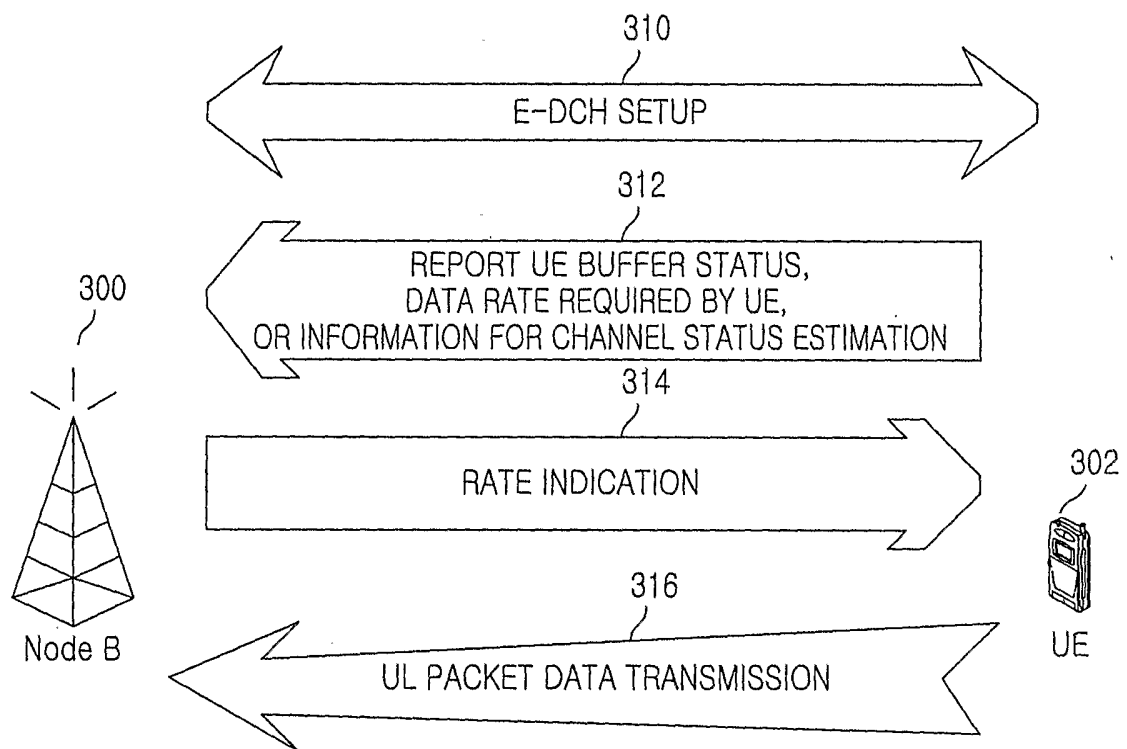 310
E-DCH SETUP
312
REPORT UE BUFFER STATUS,
DATA RATE REQUIRED BY UE,
OR INFORMATION FOR CHANNEL STATUS ESTIMATION
300
314
RATE INDICATION
302
316
UL PACKET DATA TRANSMISSION
Node B
UE